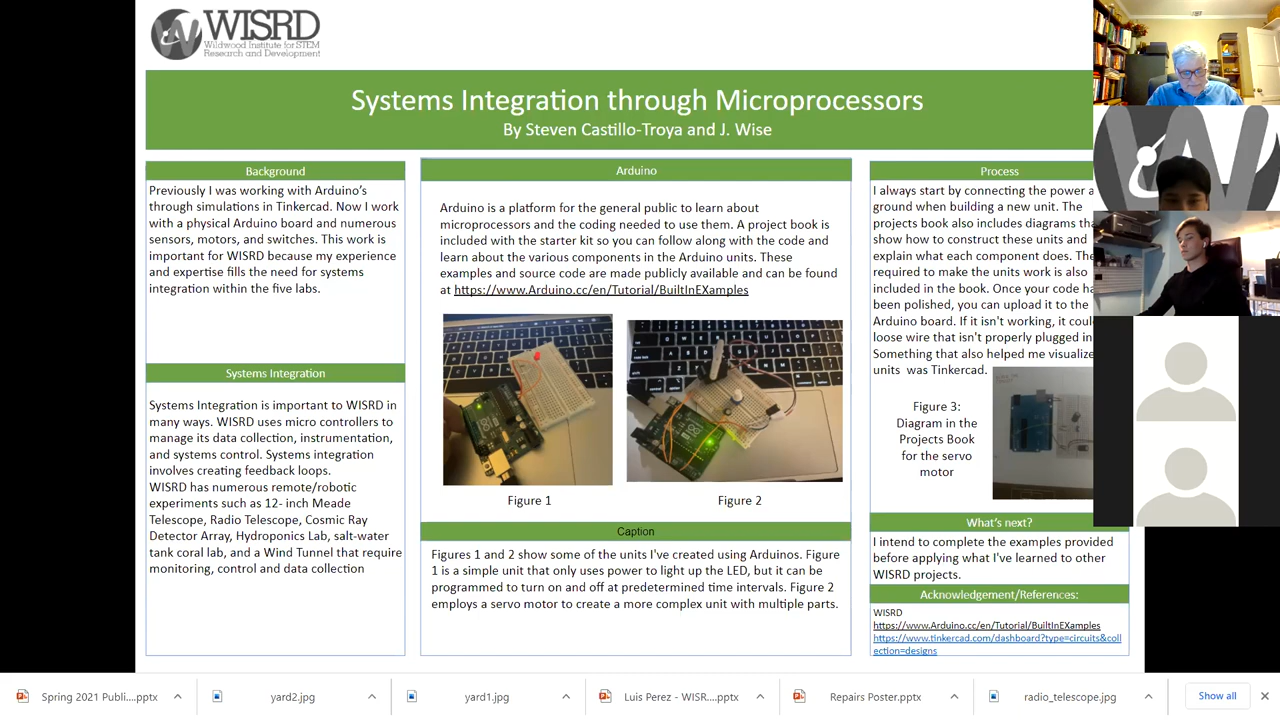 WISRD
Wildwood Institute for STEM
Research and Development
Systems Integration through Microprocessors
By Steven Castillo-Troya and J. Wise
Background
Previously I was working with Arduino's
through simulations in Tinkercad. Now I work
with a physical Arduino board and numerous
sensors, motors, and switches. This work is
important for WISRD because my experience
and expertise fills the need for systems
integration within the five labs.
Systems Integration
Systems Integration is important to WISRD in
many ways. WISRD uses micro controllers to
manage its data collection, instrumentation,
and systems control. Systems integration
involves creating feedback loops.
WISRD has numerous remote/robotic
experiments such as 12- inch Meade
Telescope, Radio Telescope, Cosmic Ray
Detector Array, Hydroponics Lab, salt-water
tank coral lab, and a Wind Tunnel that require
monitoring, control and data collection
Arduino
Arduino is a platform for the general public to learn about
microprocessors and the coding needed to use them. A project book is
included with the starter kit so you can follow along with the code and
learn about the various components in the Arduino units. These
examples and source code are made publicly available and can be found
at https://www.Arduino.cc/en/Tutorial/BuiltInEXamples
Figure 1
Figure 2
Caption
Figures 1 and 2 show some of the units I've created using Arduinos. Figure
1 is a simple unit that only uses power to light up the LED, but it can be
programmed to turn on and off at predetermined time intervals. Figure 2
employs a servo motor to create a more complex unit with multiple parts.
Process
I always start by connecting the power a
ground when building a new unit. The
projects book also includes diagrams
show how to construct these units and
explain what each component does.
required to make the units work is also
included in the book. Once your code
been polished, you can upload it to the
Arduino board. If it isn't working, it
loose wire that isn't properly plugged in
Something that also helped me visualize
units was Tinkercad.
Figure 3:
Diagram in the
Projects Book
for the servo
motor
What's next?
I intend to complete the examples provided
before applying what I've learned to other
WISRD projects.
Acknowledgement/References:
WISRD
https://www.Arduino.cc/en/Tutorial/BuiltInEXamples
https://www.tinkercad.com/dashboard?type=circuits&coll
ection=designs
Spring 2021 Publi....pptx
yard2.jpg
yard1.jpg
Luis Perez - WISR....pptx
Repairs Poster.pptx
radio_telescope.jpg
Show all